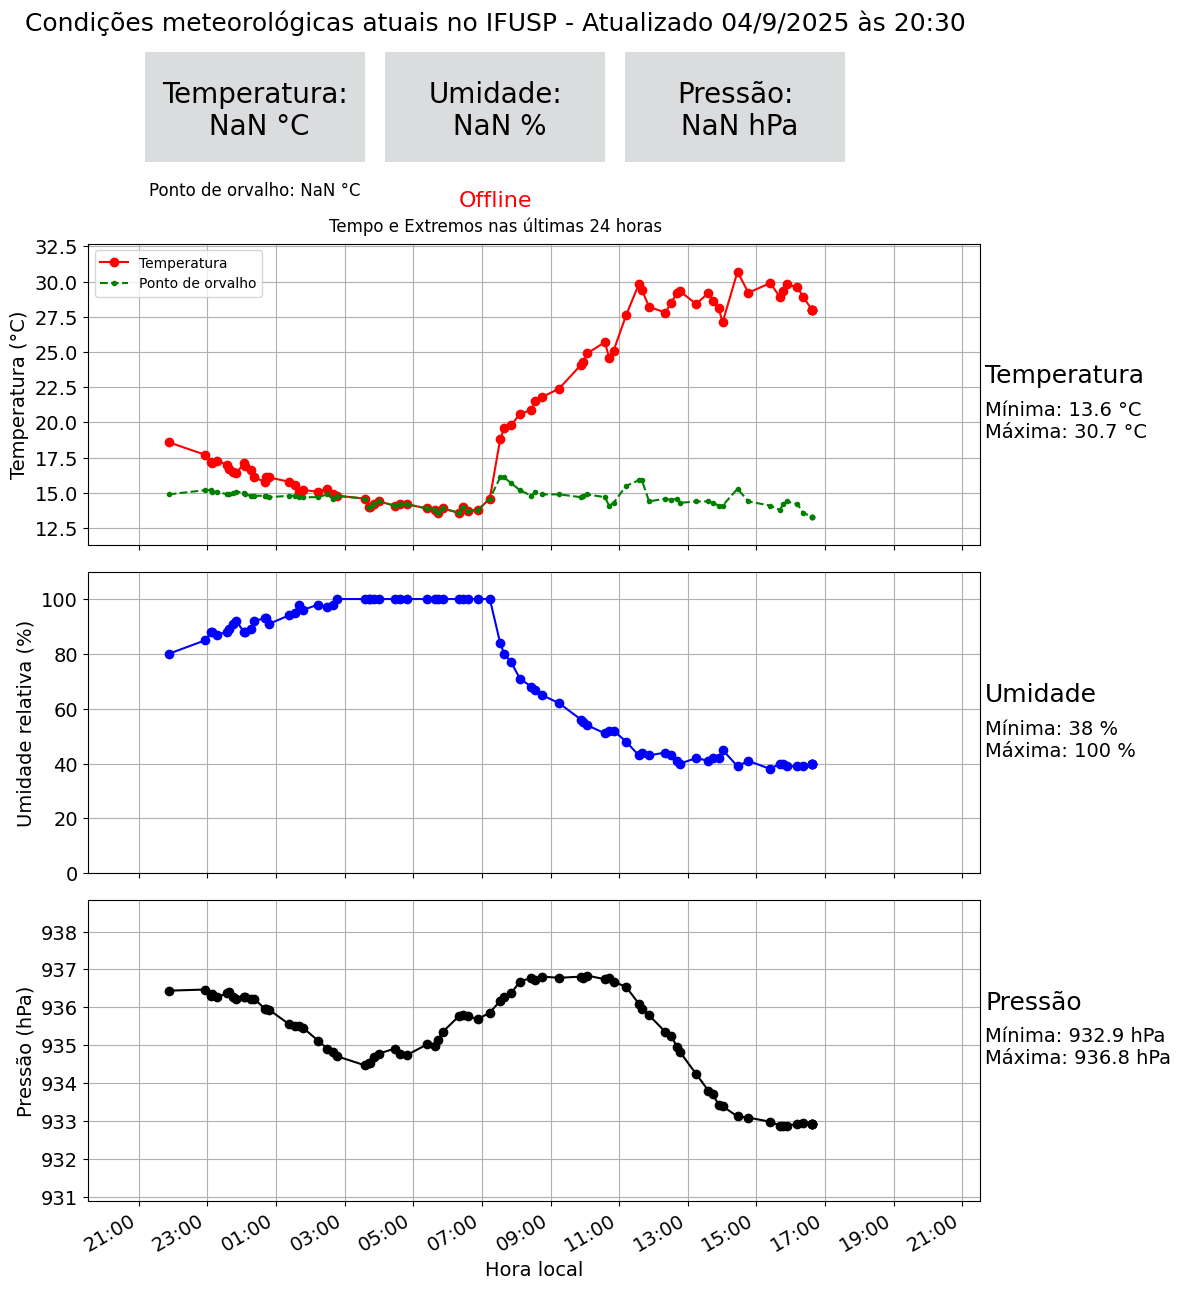 Condições meteorológicas atuais no IFUSP - Atualizado 04/9/2025 às 20:30
Temperatura:
NaN °C
Umidade:
NaN %
Pressão:
NaN hPa
Ponto de orvalho: NaN °C
Offline
Tempo e Extremos nas últimas 24 horas
Temperatura (°C)
32.5
30.0
27.5
25.0
22.5
20.0
17.5
15.0
12.5
Temperatura
Ponto de orvalho
Temperatura
Mínima: 13.6 °C
Máxima: 30.7 °C
Umidade relativa (%)
100
80
60
40
20
0
Umidade
Mínima: 38 %
Máxima: 100 %
Pressão (hPa)
938
937
936
935
934
933
932
931
Pressão
Mínima: 932.9 hPa
Máxima: 936.8 hPa
21:00 23:00 01:00 03:00 05:00 07:00 09:00 11:00 13:00 15:00 17:00 19:00 21:00
Hora local